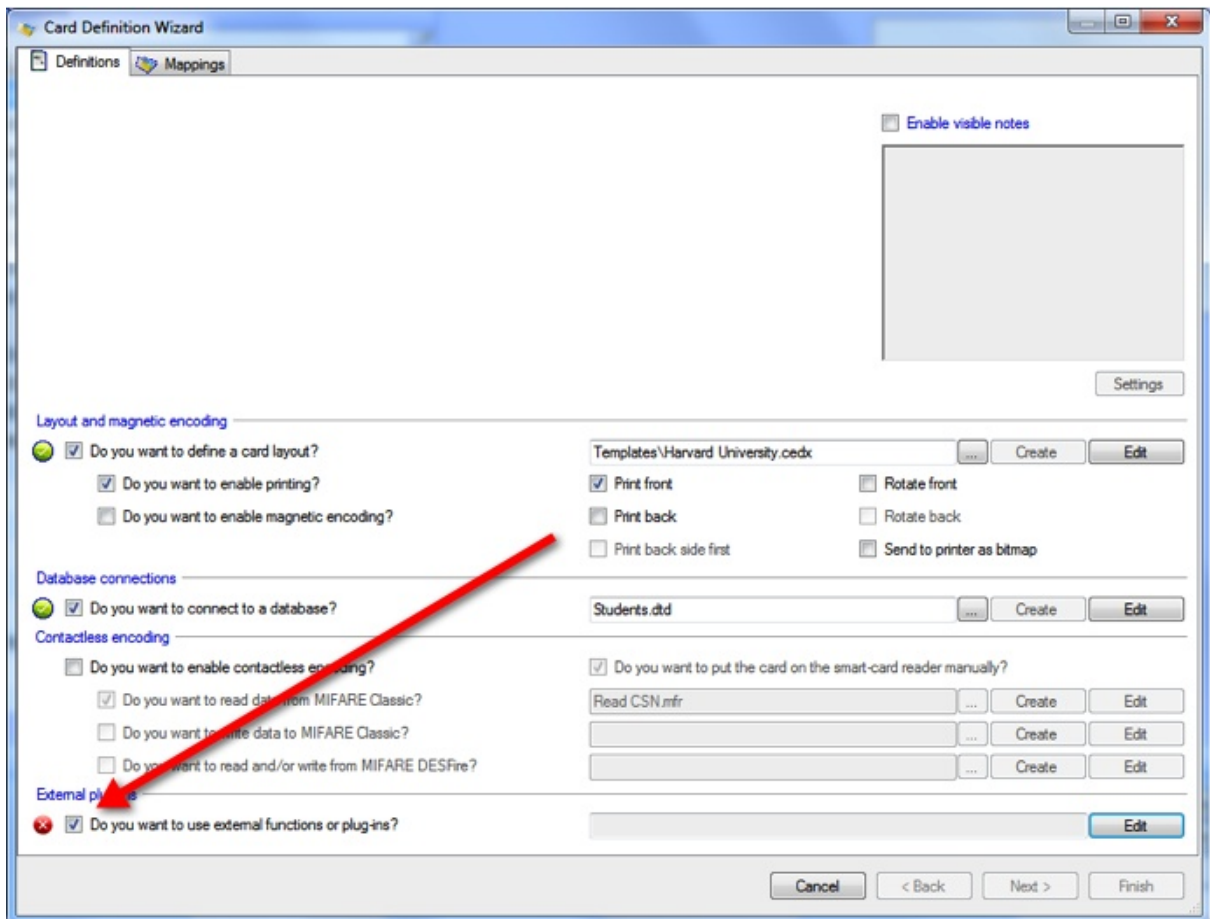 Card Definition Wizard
Definitions Mappings
Enable visible notes
Settings
Layout and magnetic encoding
Do you want to define a card layout? Templates\Harvard University.cedx ... Create Edit
Do you want to enable printing? Print front Rotate front
Do you want to enable magnetic encoding? Print back Rotate back
Print back side first Send to printer as bitmap
Database connections
Do you want to connect to a database? Students.dtd ... Create Edit
Contactless encoding
Do you want to enable contactless encoding? Do you want to put the card on the smart-card reader manually?
Do you want to read data from MIFARE Classic? Read CSN.mfr ... Create Edit
Do you want to write data to MIFARE Classic? ... Create Edit
Do you want to read and/or write from MIFARE DESFire? ... Create Edit
External plug-ins
Do you want to use external functions or plug-ins? Edit
Cancel < Back Next > Finish